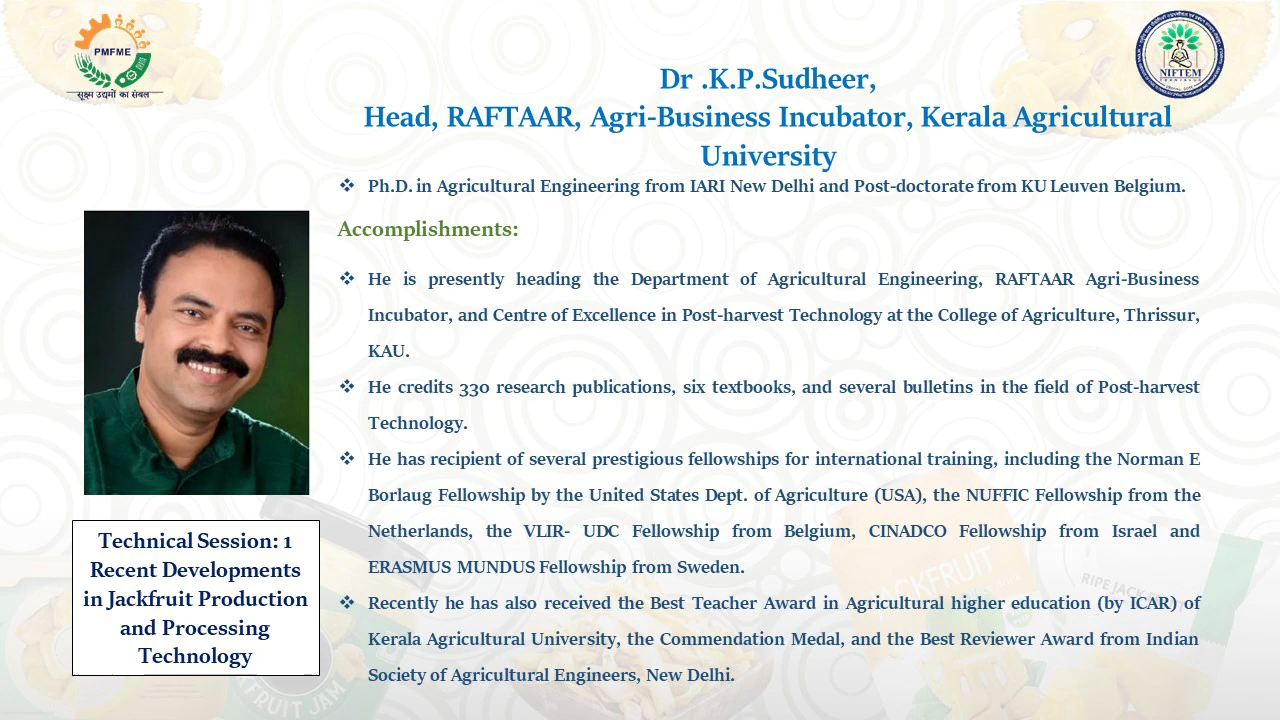 PMFME
सूक्ष्म उद्यमों का संबल
NIFTEM
Dr .K.P.Sudheer,
Head, RAFTAAR, Agri-Business Incubator, Kerala Agricultural
University
❖ Ph.D. in Agricultural Engineering from IARI New Delhi and Post-doctorate from KU Leuven Belgium.
Accomplishments:
❖ He is presently heading the Department of Agricultural Engineering, RAFTAAR Agri-Business
Incubator, and Centre of Excellence in Post-harvest Technology at the College of Agriculture, Thrissur,
KAU.
❖ He credits 330 research publications, six textbooks, and several bulletins in the field of Post-harvest
Technology.
❖ He has recipient of several prestigious fellowships for international training, including the Norman E
Borlaug Fellowship by the United States Dept. of Agriculture (USA), the NUFFIC Fellowship from the
Netherlands, the VLIR- UDC Fellowship from Belgium, CINADCO Fellowship from Israel and
ERASMUS MUNDUS Fellowship from Sweden.
❖ Recently he has also received the Best Teacher Award in Agricultural higher education (by ICAR) of
Kerala Agricultural University, the Commendation Medal, and the Best Reviewer Award from Indian
Society of Agricultural Engineers, New Delhi.
Technical Session: 1
Recent Developments
in Jackfruit Production
and Processing
Technology
JACKFRUIT
RIPE JACK
FRUIT JAM